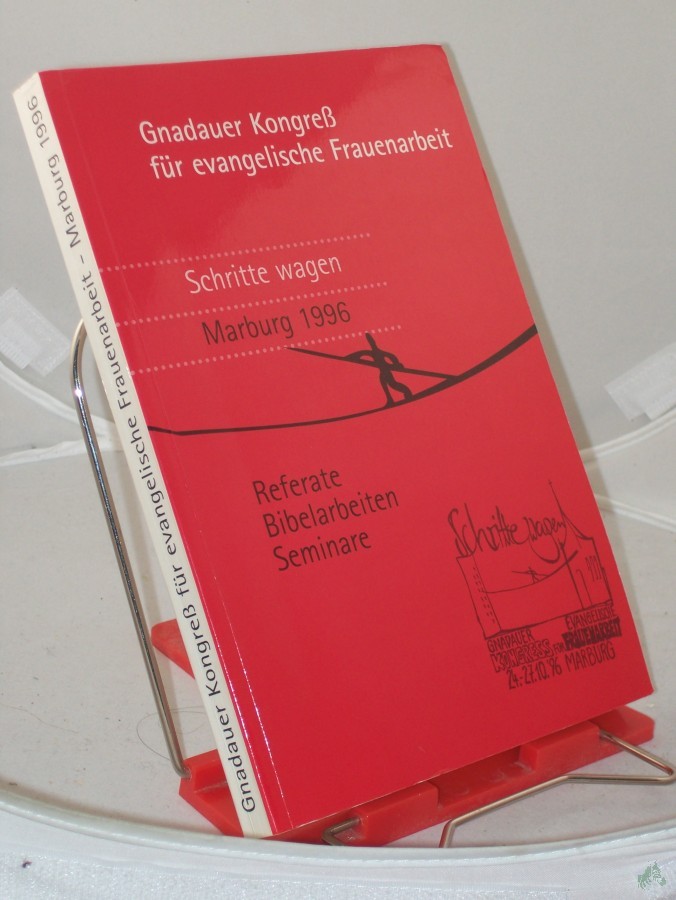 Gnadauer Kongreß
für evangelische Frauenarbeit
Schritte wagen
Marburg 1996
Referate
Bibelarbeiten
Seminare
Schritte wagen
GNADAUER
KONGRESS FÜR
EVANGELISCHE
FRAUENARBEIT
24.-27.10.96 MARBURG
Gnadauer Kongreß für evangelische Frauenarbeit – Marburg 1996